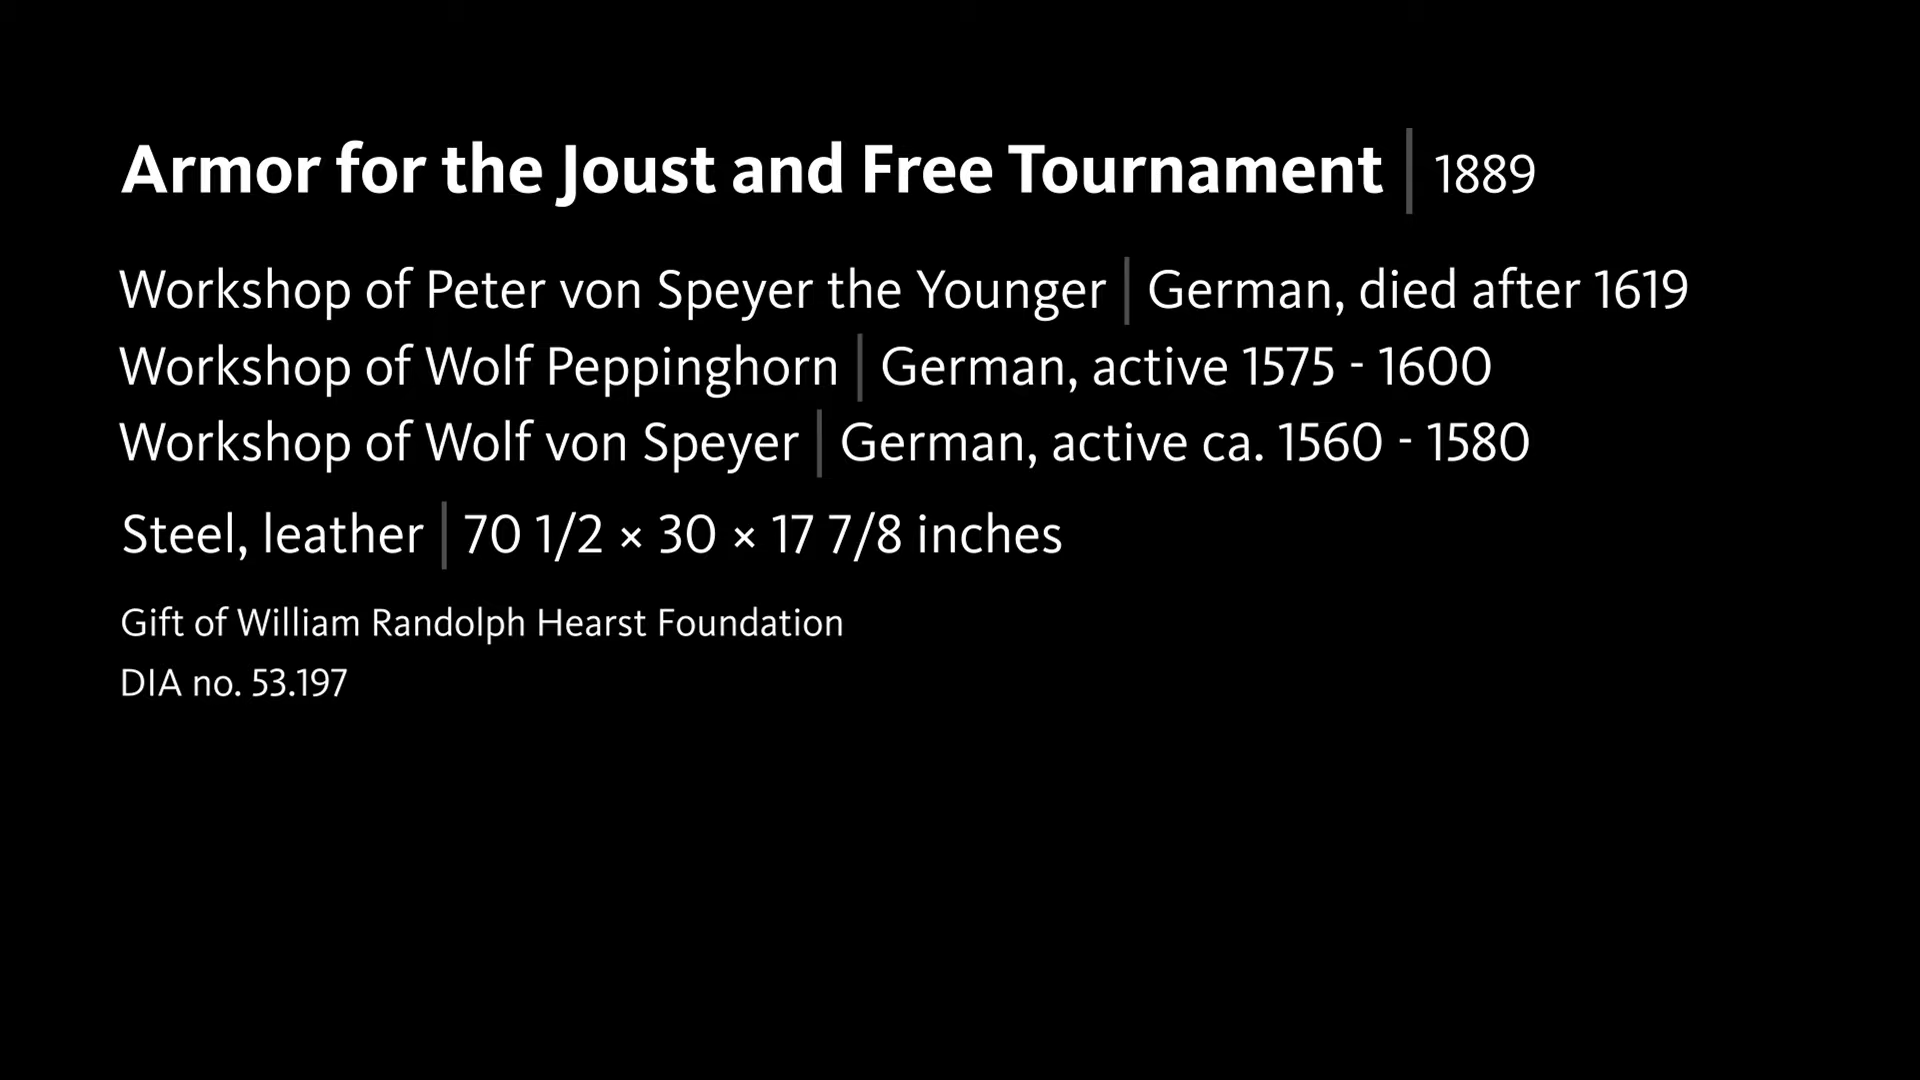 Armor for the Joust and Free Tournament | 1889
Workshop of Peter von Speyer the Younger | German, died after 1619
Workshop of Wolf Peppinghorn | German, active 1575 - 1600
Workshop of Wolf von Speyer | German, active ca. 1560 - 1580
Steel, leather | 70 1/2 × 30 × 17 7/8 inches
Gift of William Randolph Hearst Foundation
DIA no. 53.197